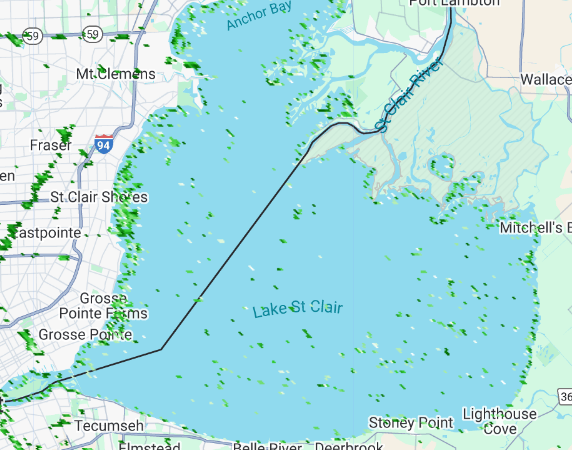 Anchor Bay
Port Lambton
59
59
Mt Clemens
St Clair River
Wallace
Fraser
94
St Clair Shores
Eastpointe
Mitchell's B
Grosse
Pointe Farms
Lake St Clair
Grosse Pointe
36
Lighthouse
Cove
Stoney Point
Tecumseh
Elmstead
Belle River
Deerbrook